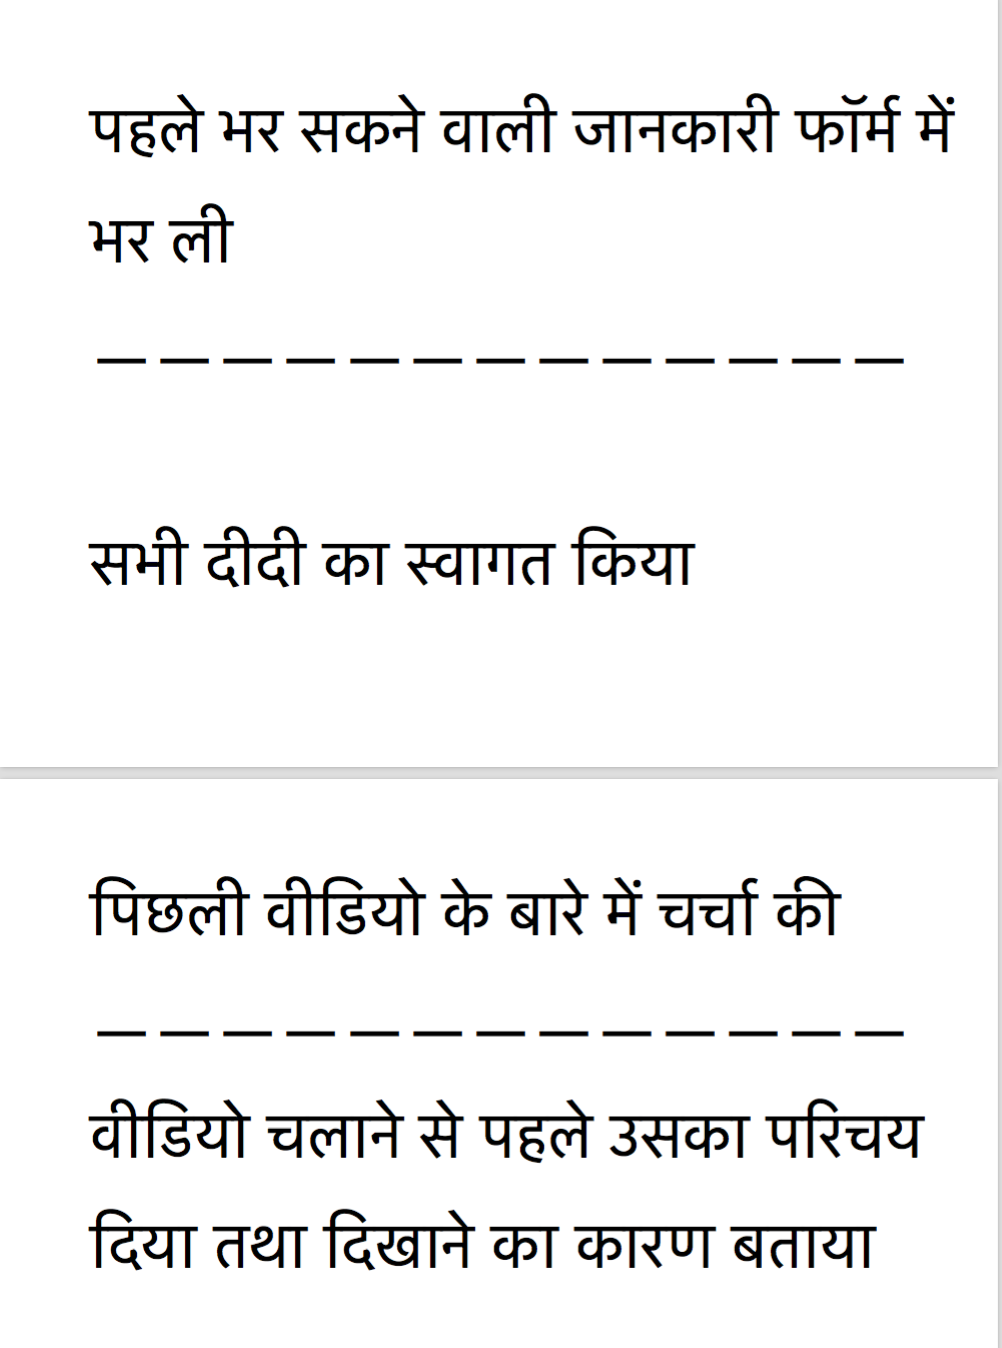 पहले भर सकने वाली जानकारी फॉर्म में
भर ली
— — — — — — — — — — — — —
सभी दीदी का स्वागत किया
पिछली वीडियो के बारे में चर्चा की
— — — — — — — — — — — — —
वीडियो चलाने से पहले उसका परिचय
दिया तथा दिखाने का कारण बताया